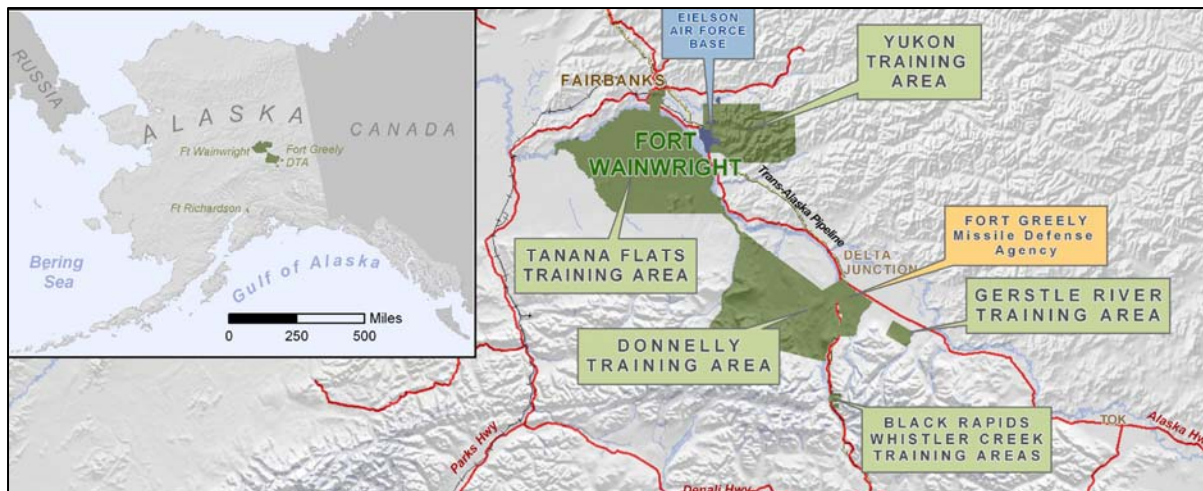 RUSSIA
ALASKA
CANADA
Ft Wainwright
Fort Greely
DTA
Ft Richardson
Bering
Sea
Gulf of Alaska
Miles
0 250 500
EIELSON
AIR FORCE
BASE
YUKON
TRAINING
AREA
FAIRBANKS
FORT
WAINWRIGHT
Trans-Alaska Pipeline
TANANA FLATS
TRAINING AREA
FORT GREELY
Missile Defense
Agency
DELTA
JUNCTION
GERSTLE RIVER
TRAINING AREA
DONNELLY
TRAINING AREA
BLACK RAPIDS
WHISTLER CREEK
TRAINING AREAS
TOK
Alaska Hw
Parks Hwy
Denali Hwy